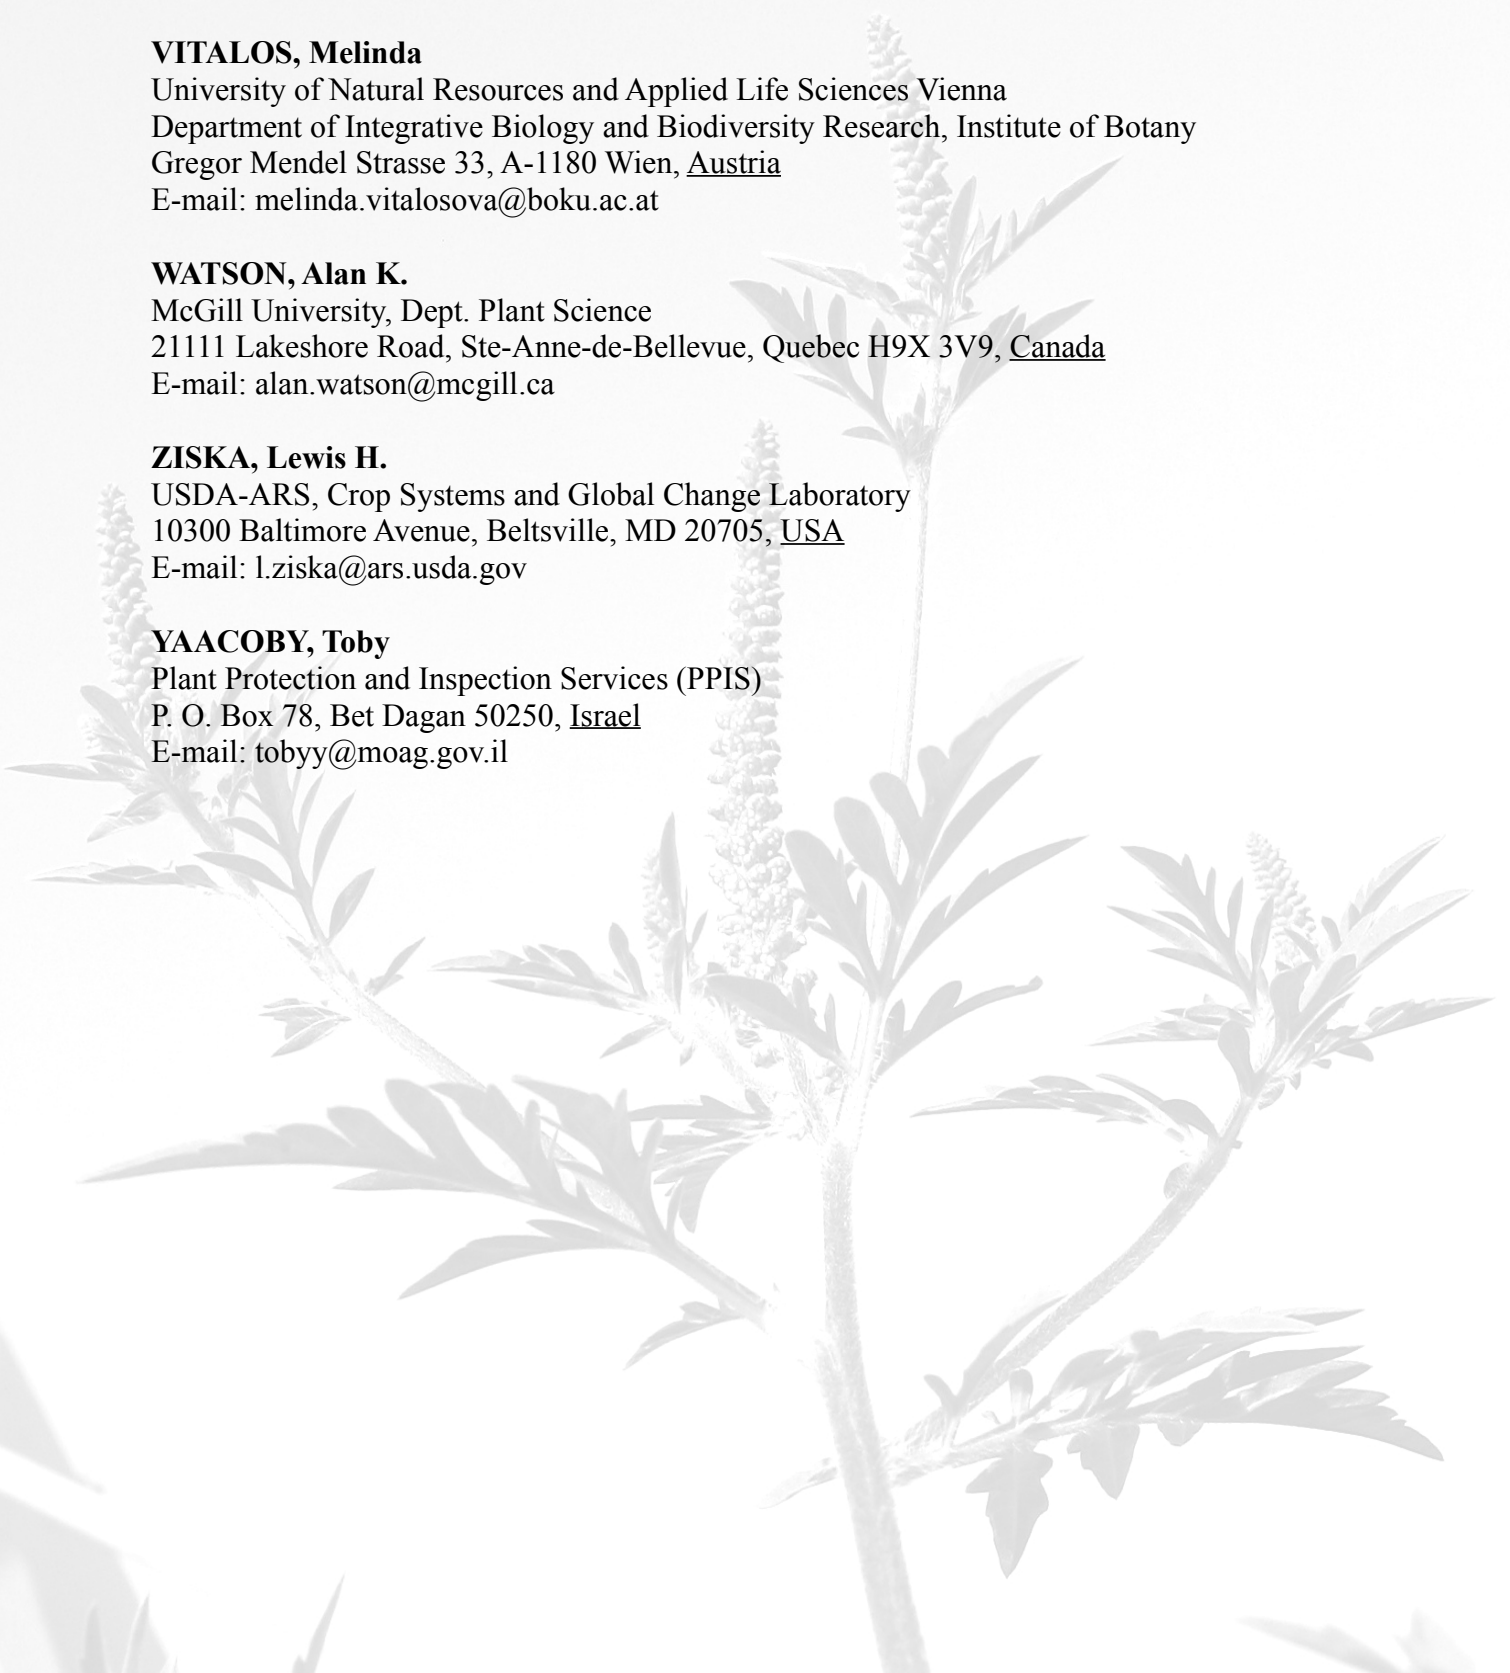 VITALOS, Melinda
University of Natural Resources and Applied Life Sciences Vienna
Department of Integrative Biology and Biodiversity Research, Institute of Botany
Gregor Mendel Strasse 33, A-1180 Wien, Austria
E-mail: melinda.vitalosova@boku.ac.at
WATSON, Alan K.
McGill University, Dept. Plant Science
21111 Lakeshore Road, Ste-Anne-de-Bellevue, Quebec H9X 3V9, Canada
E-mail: alan.watson@mcgill.ca
ZISKA, Lewis H.
USDA-ARS, Crop Systems and Global Change Laboratory
10300 Baltimore Avenue, Beltsville, MD 20705, USA
E-mail: l.ziska@ars.usda.gov
YAACOBY, Toby
Plant Protection and Inspection Services (PPIS)
P. O. Box 78, Bet Dagan 50250, Israel
E-mail: tobyy@moag.gov.il